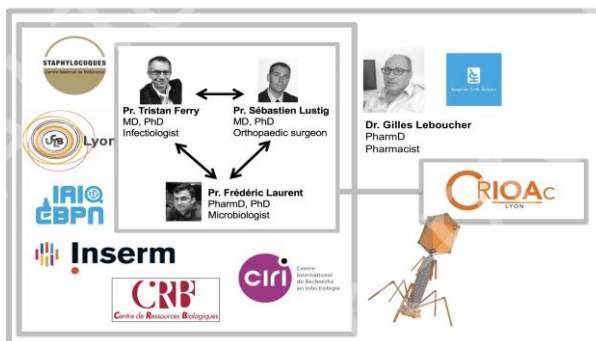 STAPHYLOCOQUES
Centre National de Référence
Lyon
Inserm
CRB
Centre de Ressources Biologiques
Pr. Tristan Ferry
MD, PhD
Infectiologist
Pr. Sébastien Lustig
MD, PhD
Orthopaedic surgeon
Pr. Frédéric Laurent
PharmD, PhD
Microbiologist
CIRI
Centre
International
de Recherche
en Infectiologie
Dr. Gilles Leboucher
PharmD
Pharmacist
CRIOAc
LYON